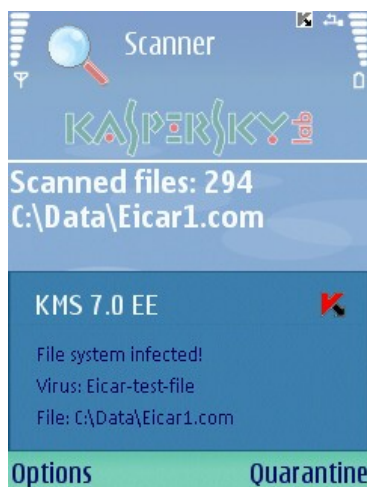 Scanner
KASPERSKY lab
Scanned files: 294
C:\Data\Eicar1.com
KMS 7.0 EE
File system infected!
Virus: Eicar-test-file
File: C:\Data\Eicar1.com
Options Quarantine